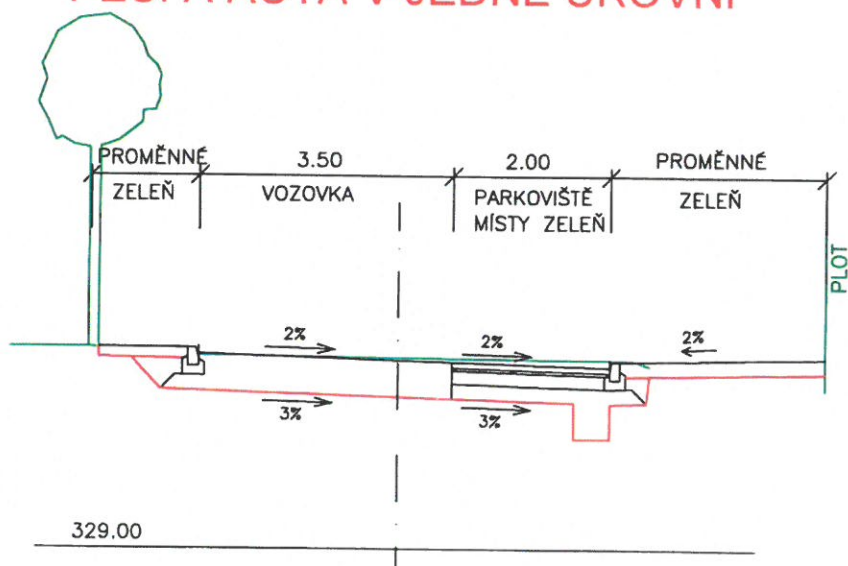 PROMĚNNÉ
3.50
2.00
PROMĚNNÉ
ZELEŇ
VOZOVKA
PARKOVIŠTĚ
MÍSTY ZELEŇ
ZELEŇ
PLOT
2%
2%
2%
3%
3%
329.00